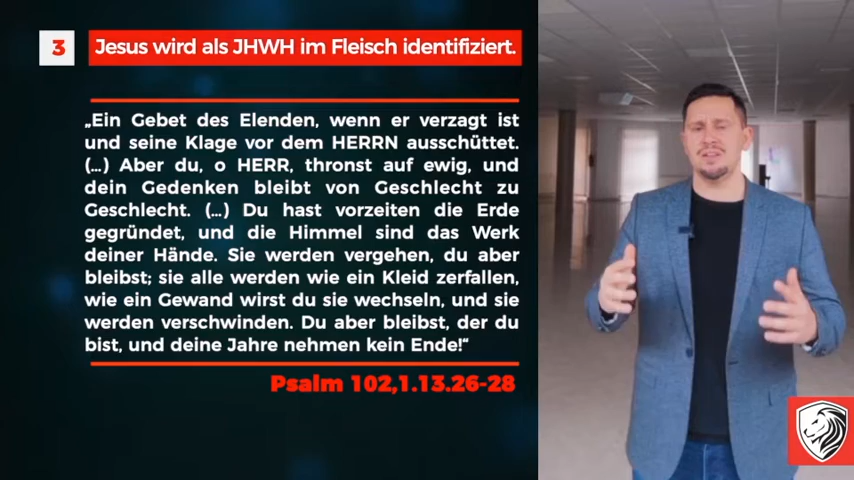 3
Jesus wird als JHWH im Fleisch identifiziert.
„Ein Gebet des Elenden, wenn er verzagt ist
und seine Klage vor dem HERRN ausschüttet.
(...) Aber du, o HERR, thronst auf ewig, und
dein Gedenken bleibt von Geschlecht zu
Geschlecht. (...) Du hast vorzeiten die Erde
gegründet, und die Himmel sind das Werk
deiner Hände. Sie werden vergehen, du aber
bleibst; sie alle werden wie ein Kleid zerfallen,
wie ein Gewand wirst du sie wechseln, und sie
werden verschwinden. Du aber bleibst, der du
bist, und deine Jahre nehmen kein Ende!“
Psalm 102,1.13.26-28